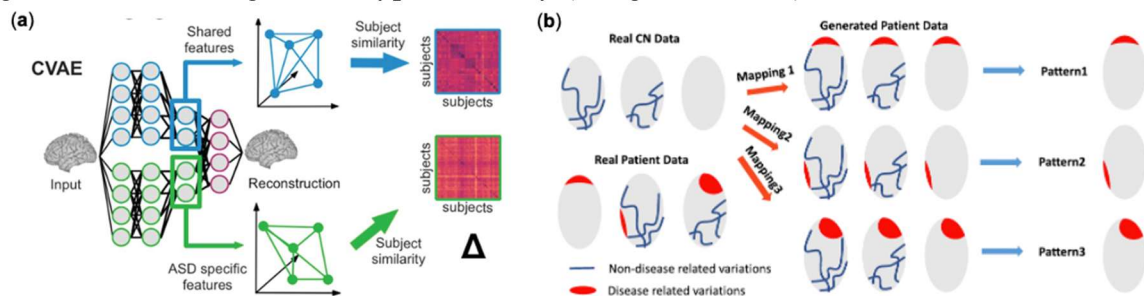 (a)
CVAE
Shared
features
Subject
similarity
subjects
subjects
Input
Reconstruction
ASD specific
features
Subject
similarity
subjects
subjects
Δ
(b)
Real CN Data
Generated Patient Data
Mapping 1
Mapping2
Mapping3
Real Patient Data
Pattern1
Pattern2
Pattern3
Non-disease related variations
Disease related variations